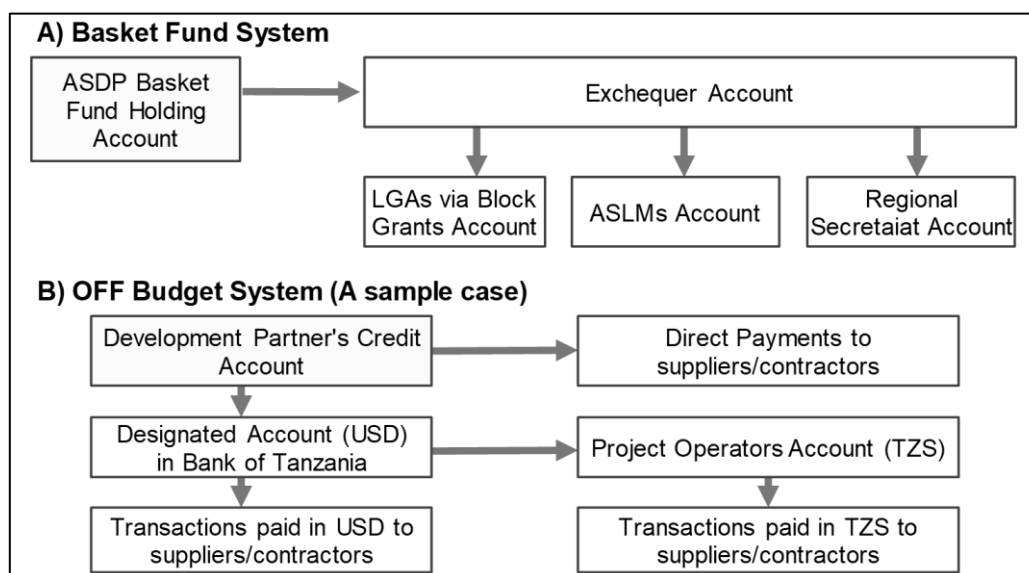 A) Basket Fund System
ASDP Basket
Fund Holding
Account
Exchequer Account
LGAs via Block
Grants Account
ASLMs Account
Regional
Secretaiat Account
B) OFF Budget System (A sample case)
Development Partner's Credit
Account
Direct Payments to
suppliers/contractors
Designated Account (USD)
in Bank of Tanzania
Project Operators Account (TZS)
Transactions paid in USD to
suppliers/contractors
Transactions paid in TZS to
suppliers/contractors